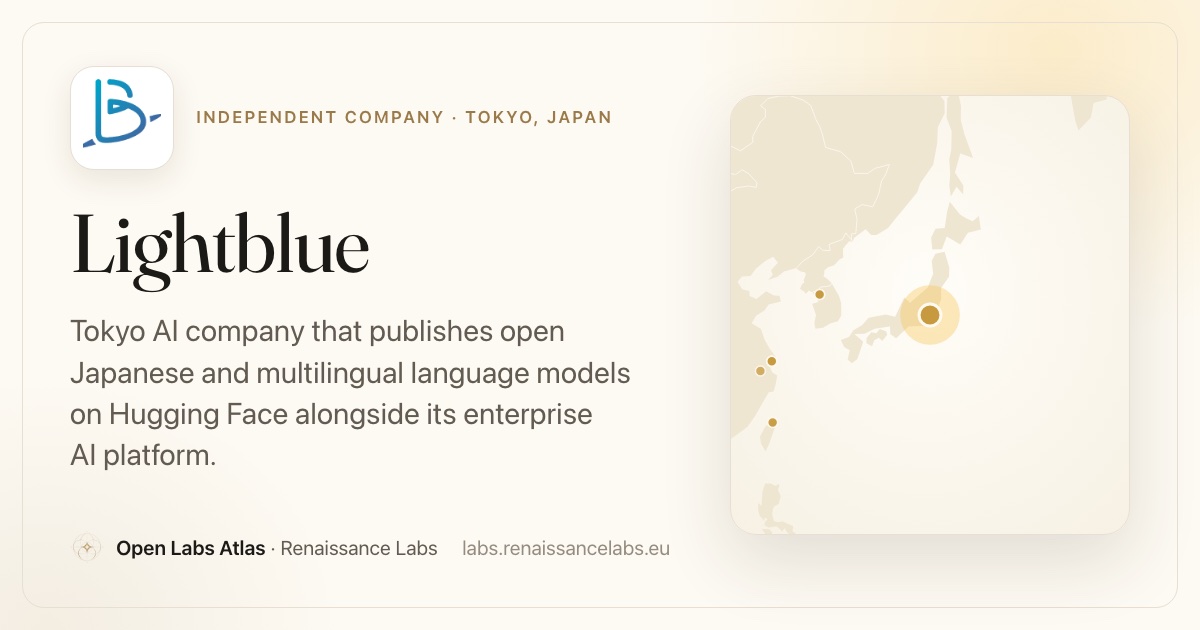 INDEPENDENT COMPANY · TOKYO, JAPAN
Lightblue
Tokyo AI company that publishes open
Japanese and multilingual language models
on Hugging Face alongside its enterprise
AI platform.
Open Labs Atlas · Renaissance Labs labs.renaissancelabs.eu